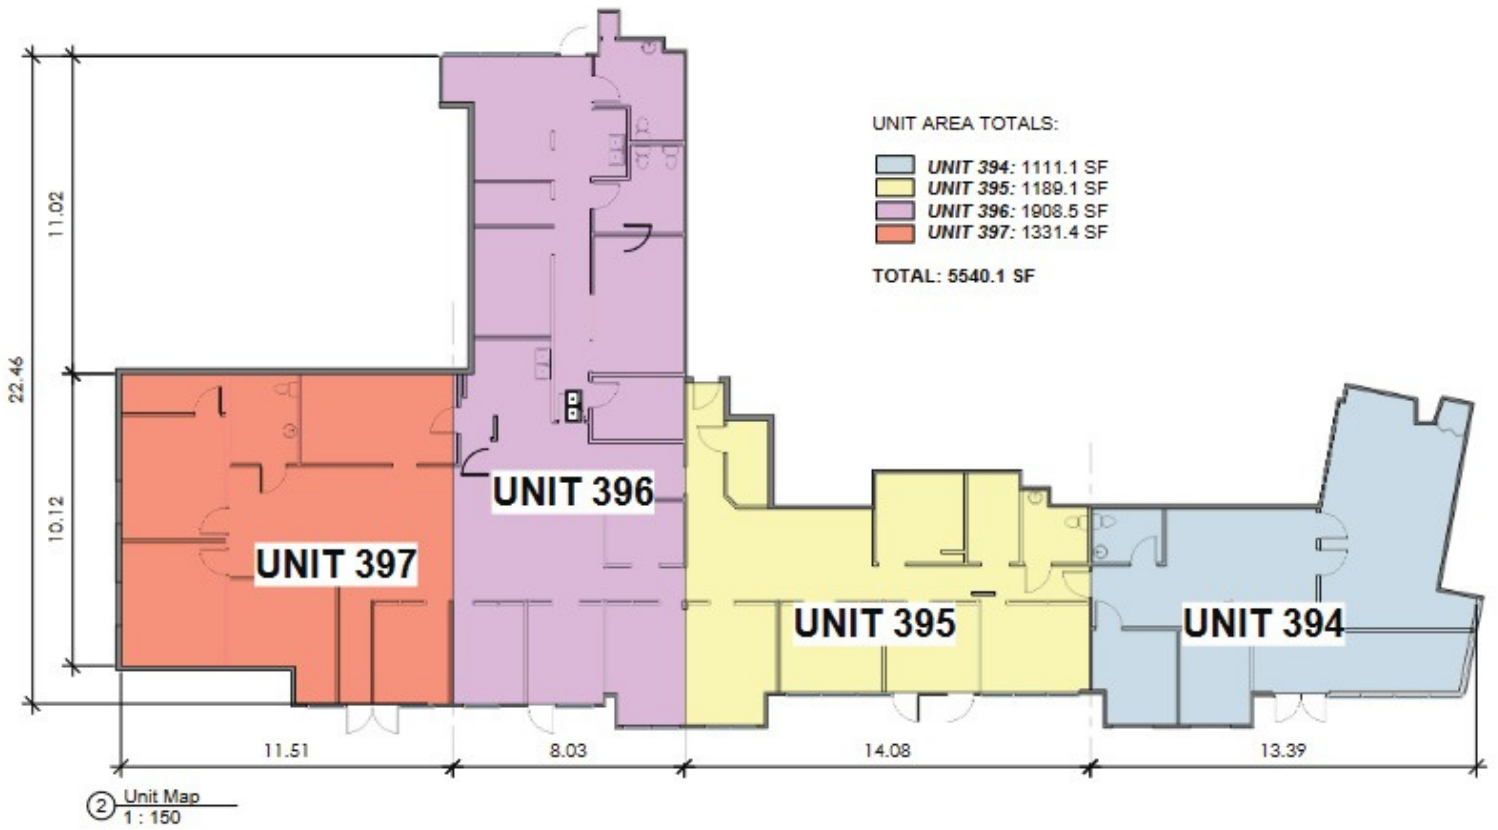 UNIT AREA TOTALS:
UNIT 394: 1111.1 SF
UNIT 395: 1189.1 SF
UNIT 396: 1908.5 SF
UNIT 397: 1331.4 SF
TOTAL: 5540.1 SF
11.02
22.46
10.12
UNIT 396
UNIT 397
UNIT 395
UNIT 394
11.51
8.03
14.08
13.39
2
Unit Map
1 : 150